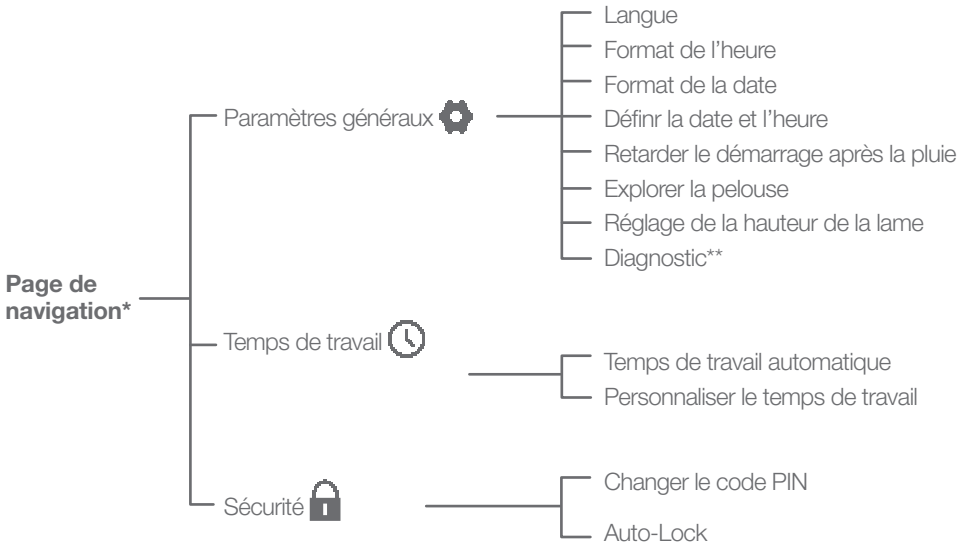 Page de
navigation*
Paramètres généraux
Langue
Format de l'heure
Format de la date
Définr la date et l'heure
Retarder le démarrage après la pluie
Explorer la pelouse
Réglage de la hauteur de la lame
Diagnostic**
Temps de travail
Temps de travail automatique
Personnaliser le temps de travail
Sécurité
Changer le code PIN
Auto-Lock